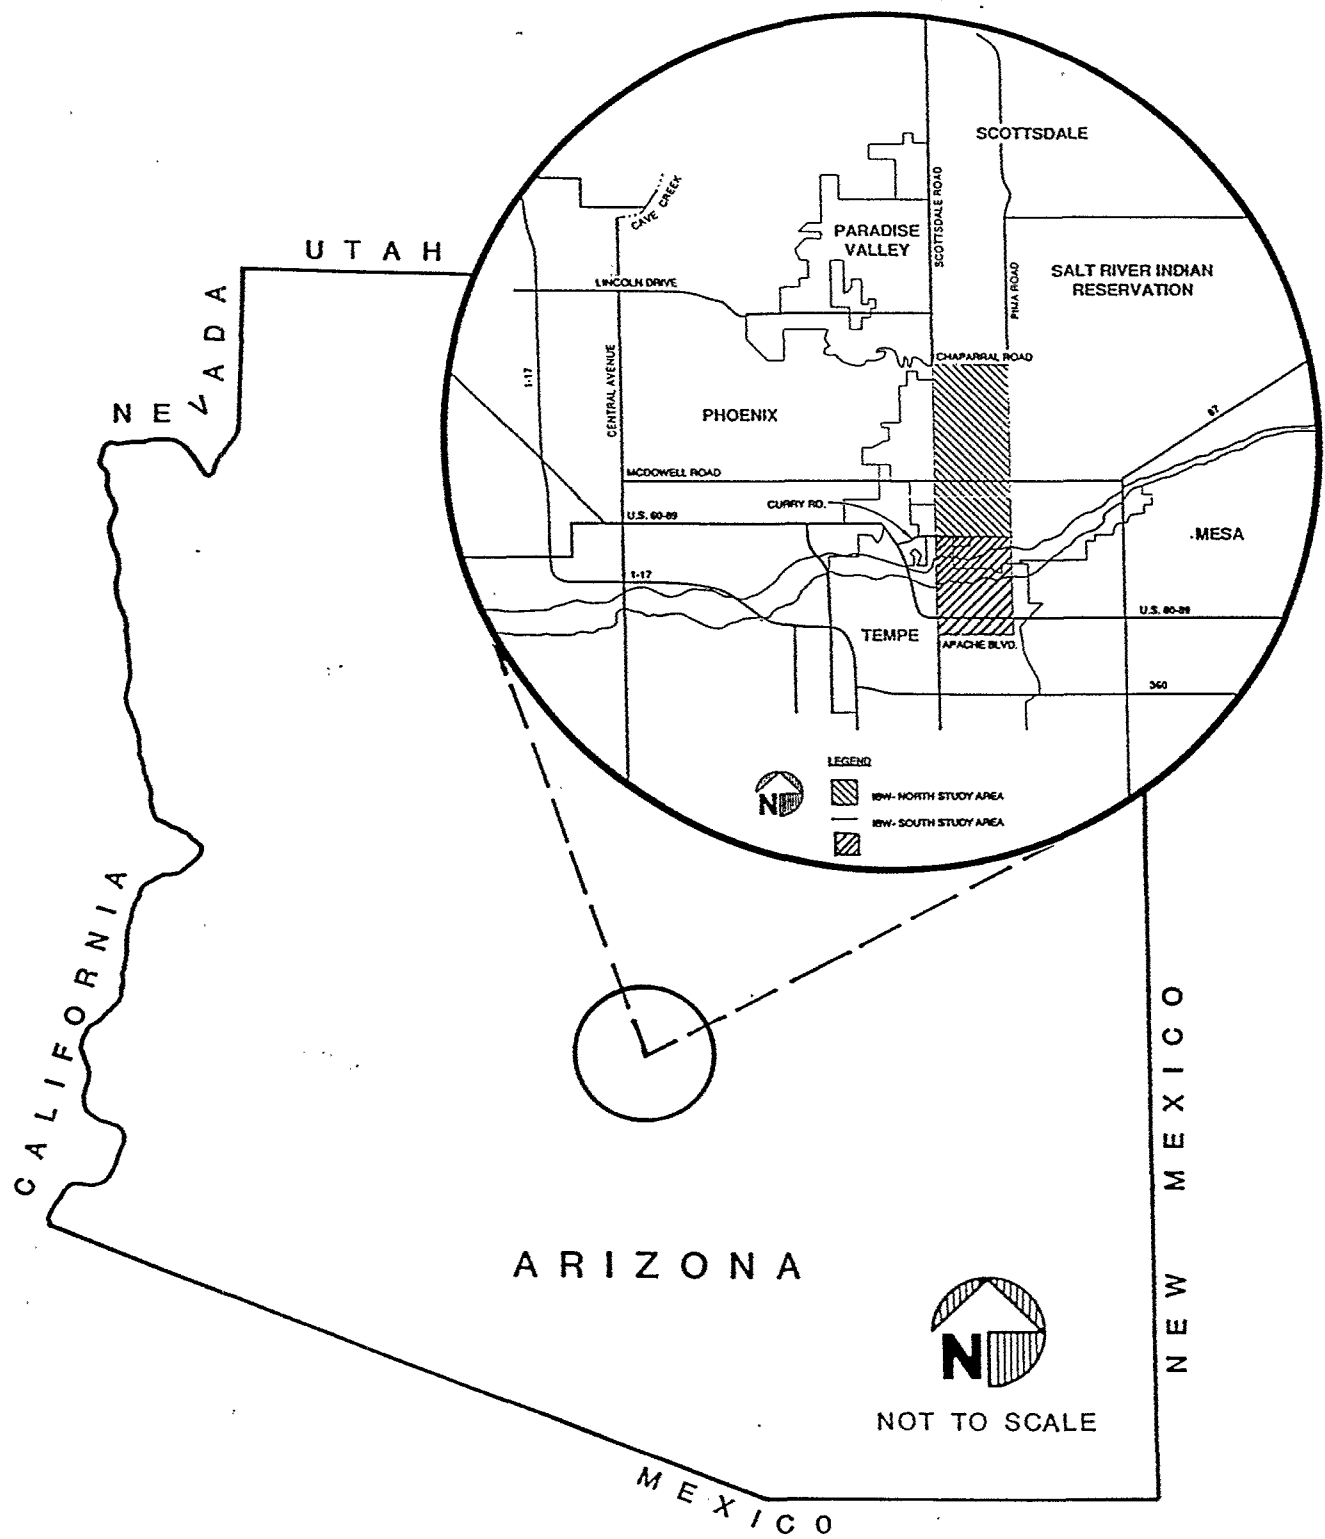 UTAH
NEVADA
CALIFORNIA
ARIZONA
NEW MEXICO
MEXICO
N
NOT TO SCALE
SCOTTSDALE
CAVE CREEK
PARADISE
VALLEY
SCOTTSDALE ROAD
SALT RIVER INDIAN
RESERVATION
PIMA ROAD
LINCOLN DRIVE
CHAPARRAL ROAD
I-17
CENTRAL AVENUE
PHOENIX
87
MCDOWELL ROAD
CURRY RD.
U.S. 60-89
MESA
I-17
U.S. 60-89
TEMPE
APACHE BLVD.
360
LEGEND
N
IBW- NORTH STUDY AREA
IBW- SOUTH STUDY AREA